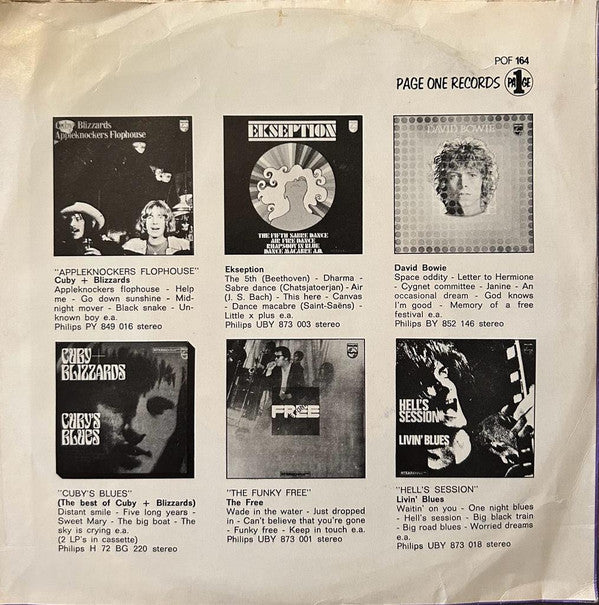 POF 164
PAGE ONE RECORDS PAGE 1
Cuby + Blizzards
Appleknockers Flophouse
EKSEPTION
THE FIFTH SABRE DANCE
AIR FIRE DANCE
RHAPSODY IN BLUE
DANSE MACABRE A.O.
DAVID BOWIE
"APPLEKNOCKERS FLOPHOUSE"
Cuby + Blizzards
Appleknockers flophouse - Help
me - Go down sunshine - Mid-
night mover - Black snake - Un-
known boy e.a.
Philips PY 849 016 stereo
Ekseption
The 5th (Beethoven) - Dharma -
Sabre dance (Chatsjatoerjan) - Air
(J. S. Bach) - This here - Canvas
- Dance macabre (Saint-Saëns) -
Little x plus e.a.
Philips UBY 873 003 stereo
David Bowie
Space oddity - Letter to Hermione
- Cygnet committee - Janine - An
occasional dream - God knows
I'm good - Memory of a free
festival e.a.
Philips BY 852 146 stereo
CUBY
BLIZZARDS
CUBY'S
BLUES
FREE
HELL'S
SESSION
LIVIN' BLUES
"CUBY'S BLUES"
(The best of Cuby + Blizzards)
Distant smile - Five long years -
Sweet Mary - The big boat - The
sky is crying e.a.
(2 LP's in cassette)
Philips H 72 BG 220 stereo
"THE FUNKY FREE"
The Free
Wade in the water - Just dropped
in - Can't believe that you're gone
- Funky free - Keep in touch e.a.
Philips UBY 873 001 stereo
"HELL'S SESSION"
Livin' Blues
Waitin' on you - One night blues
- Hell's session - Big black train
- Big road blues - Worried dreams
e.a.
Philips UBY 873 018 stereo